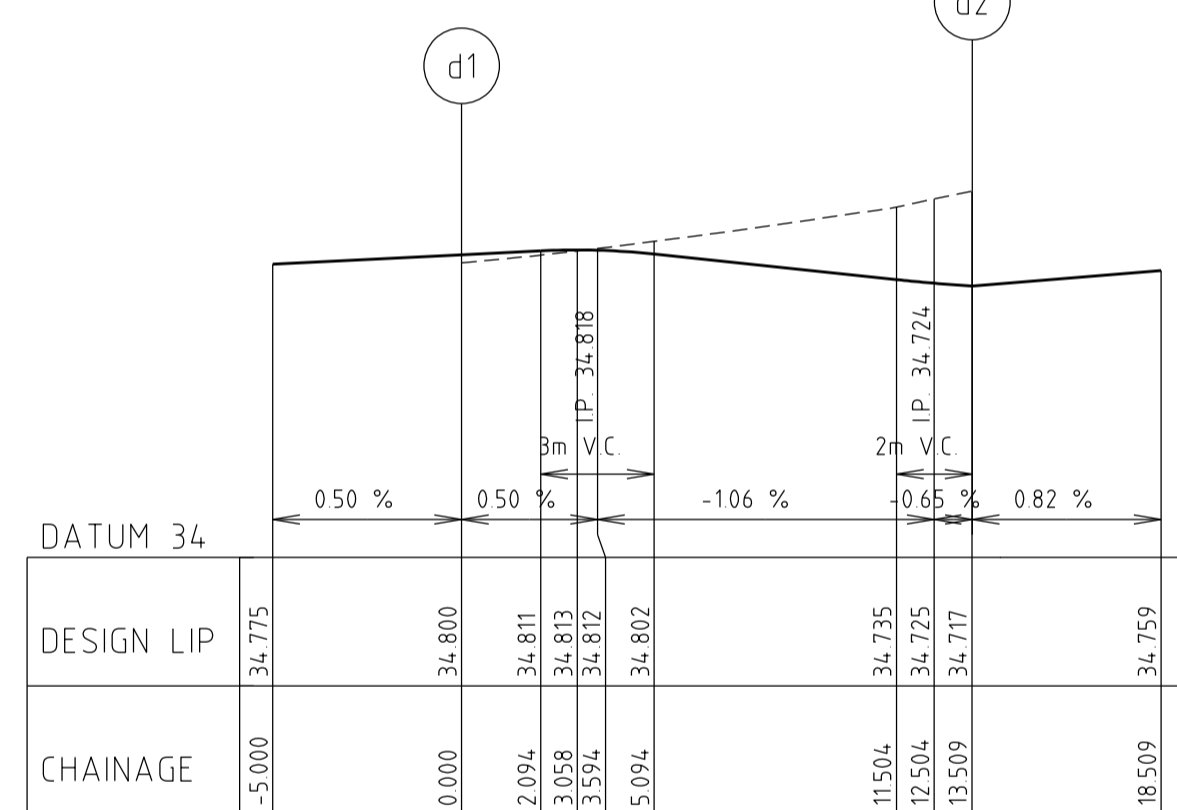 d1
d2
I.P. 34.818
I.P. 34.724
3m V.C.
2m V.C.
0.50 %
0.50 %
-1.06 %
-0.65 %
0.82 %
DATUM 34
DESIGN LIP
34.775
34.800
34.811
34.813
34.812
34.802
34.735
34.725
34.717
34.759
CHAINAGE
-5.000
0.000
2.094
3.058
3.594
5.094
11.504
12.504
13.509
18.509